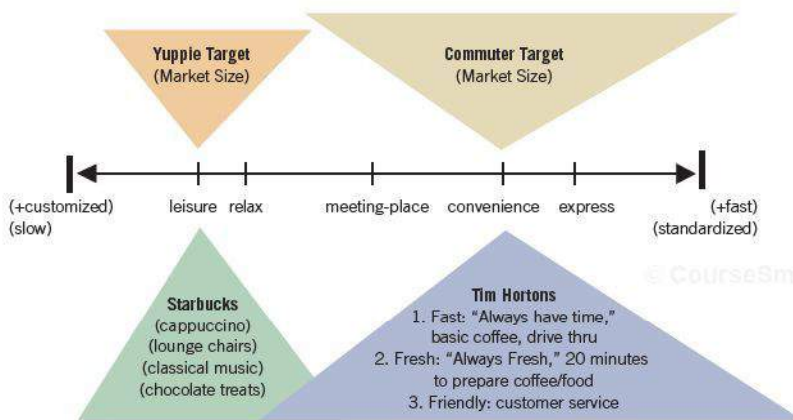 Yuppie Target
(Market Size)
Commuter Target
(Market Size)
(+customized)
(slow)
leisure
relax
meeting-place
convenience
express
(+fast)
(standardized)
Starbucks
(cappuccino)
(lounge chairs)
(classical music)
(chocolate treats)
Tim Hortons
1. Fast: “Always have time,”
basic coffee, drive thru
2. Fresh: “Always Fresh,” 20 minutes
to prepare coffee/food
3. Friendly: customer service
© CourseSm